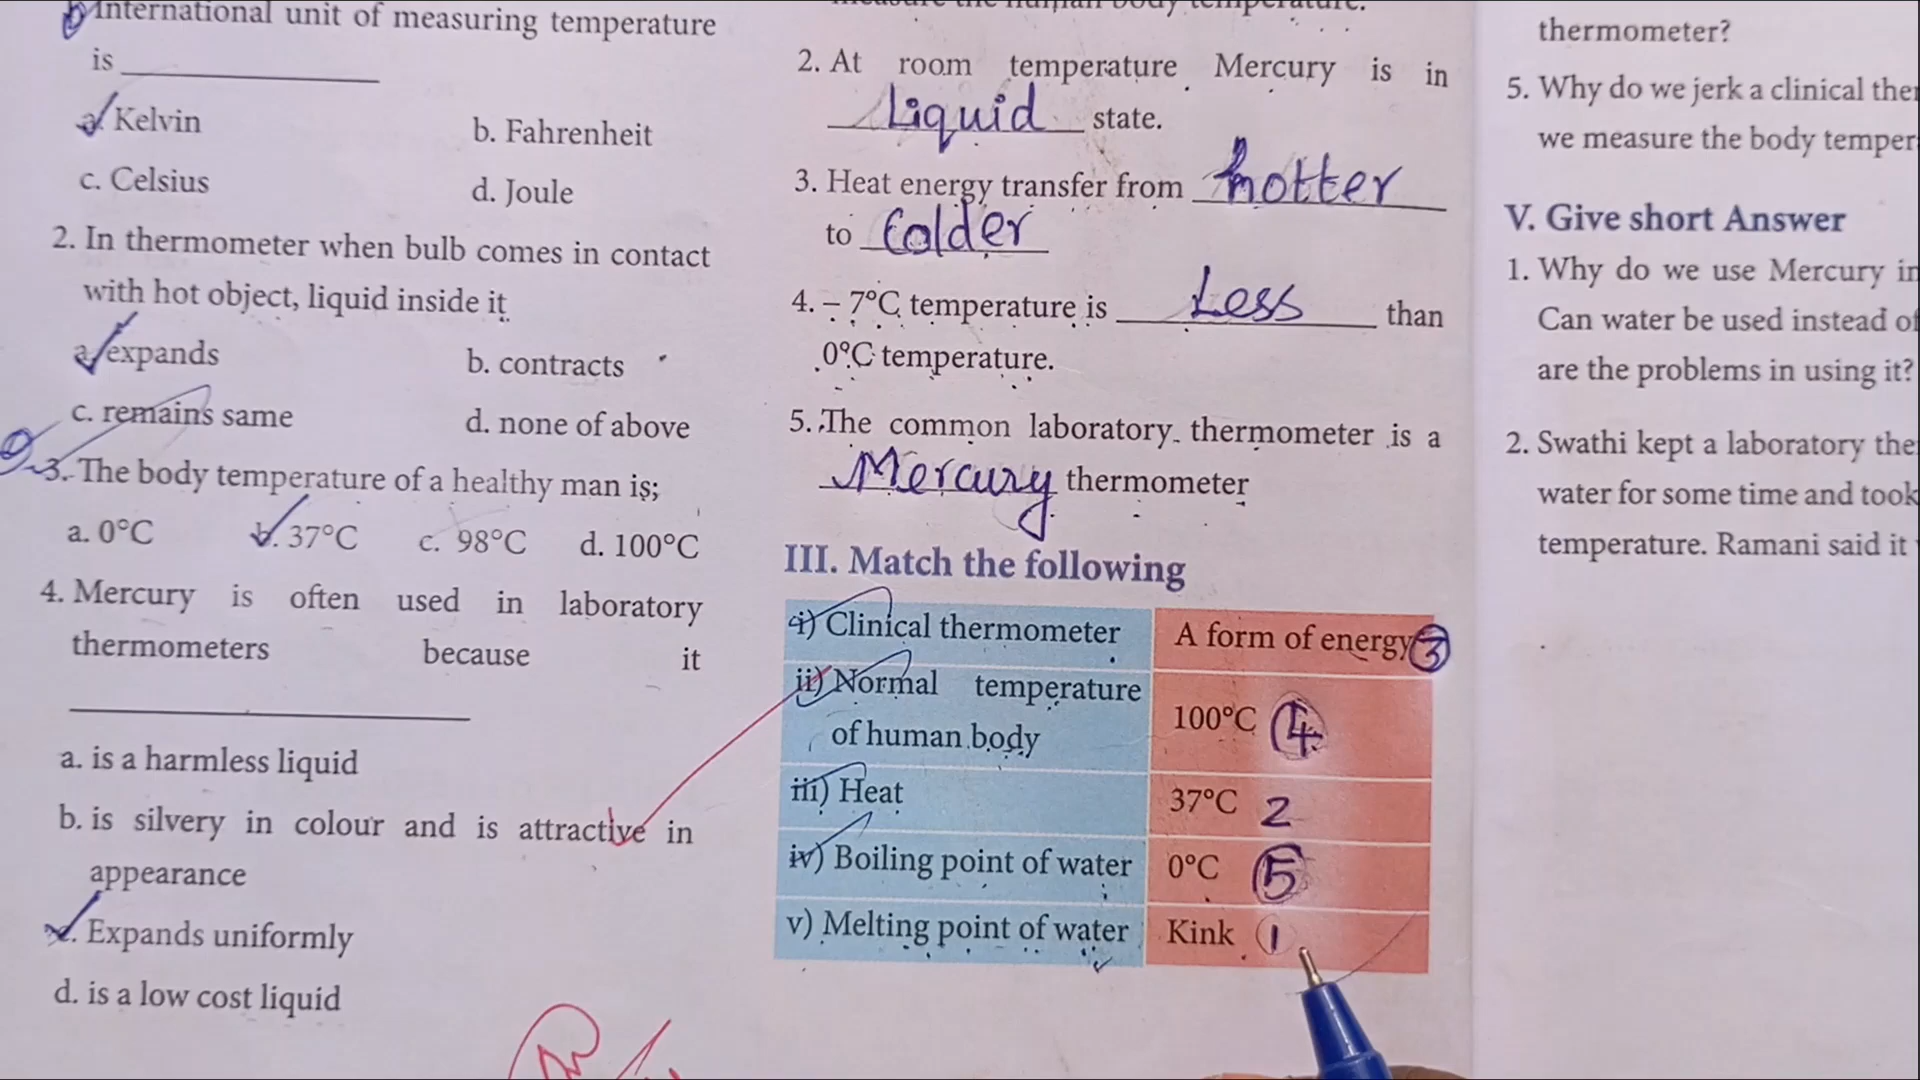 International unit of measuring temperature
is
a. Kelvin
b. Fahrenheit
c. Celsius
d. Joule
2. In thermometer when bulb comes in contact
with hot object, liquid inside it
a. expands
b. contracts
c. remains same
d. none of above
3. The body temperature of a healthy man is;
a. 0°C b. 37°C c. 98°C d. 100°C
4. Mercury is often used in laboratory
thermometers because it
a. is a harmless liquid
b. is silvery in colour and is attractive in
appearance
c. Expands uniformly
d. is a low cost liquid
measure the human body temperature.
2. At room temperature Mercury is in
Liquid state.
3. Heat energy transfer from hotter
to Colder
4. – 7°C temperature is Less than
0°C temperature.
5. The common laboratory thermometer is a
Mercury thermometer
III. Match the following
i) Clinical thermometer A form of energy 3
ii) Normal temperature
of human body
100°C 4
iii) Heat 37°C 2
iv) Boiling point of water 0°C 5
v) Melting point of water Kink 1
thermometer?
5. Why do we jerk a clinical ther
we measure the body temper
V. Give short Answer
1. Why do we use Mercury in
Can water be used instead of
are the problems in using it?
2. Swathi kept a laboratory the
water for some time and took
temperature. Ramani said it